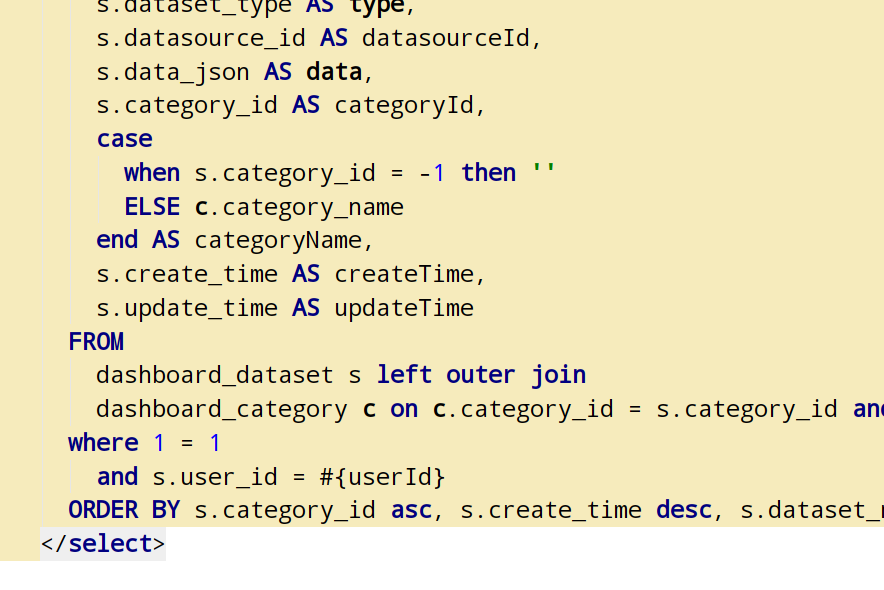 s.dataset_type AS type,
s.datasource_id AS datasourceId,
s.data_json AS data,
s.category_id AS categoryId,
case
when s.category_id = -1 then ''
ELSE c.category_name
end AS categoryName,
s.create_time AS createTime,
s.update_time AS updateTime
FROM
dashboard_dataset s left outer join
dashboard_category c on c.category_id = s.category_id and
where 1 = 1
and s.user_id = #{userId}
ORDER BY s.category_id asc, s.create_time desc, s.dataset_
</select>